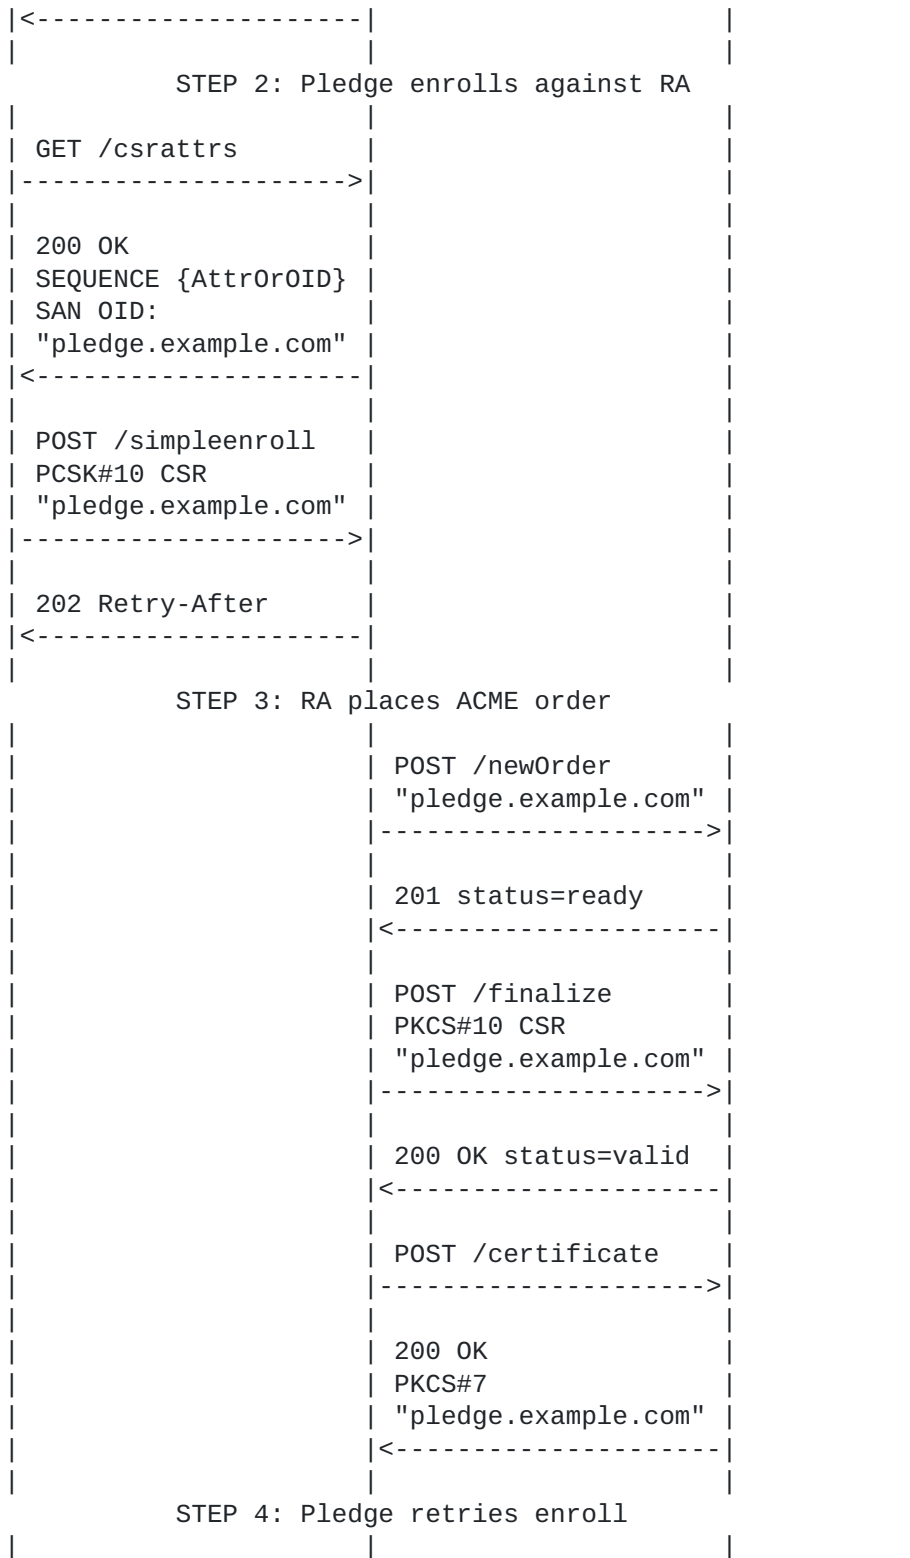 |<---------------------|                      |
|                      |                      |
          STEP 2: Pledge enrolls against RA
|                      |                      |
| GET /csrattrs        |                      |
|--------------------->|                      |
|                      |                      |
| 200 OK               |                      |
| SEQUENCE {AttrOrOID} |                      |
| SAN OID:             |                      |
| "pledge.example.com" |                      |
|<---------------------|                      |
|                      |                      |
| POST /simpleenroll   |                      |
| PCSK#10 CSR          |                      |
| "pledge.example.com" |                      |
|--------------------->|                      |
|                      |                      |
| 202 Retry-After      |                      |
|<---------------------|                      |
|                      |                      |
          STEP 3: RA places ACME order
|                      |                      |
|                      | POST /newOrder       |
|                      | "pledge.example.com" |
|                      |--------------------->|
|                      |                      |
|                      | 201 status=ready     |
|                      |<---------------------|
|                      |                      |
|                      | POST /finalize       |
|                      | PKCS#10 CSR          |
|                      | "pledge.example.com" |
|                      |--------------------->|
|                      |                      |
|                      | 200 OK status=valid  |
|                      |<---------------------|
|                      |                      |
|                      | POST /certificate    |
|                      |--------------------->|
|                      |                      |
|                      | 200 OK               |
|                      | PKCS#7               |
|                      | "pledge.example.com" |
|                      |<---------------------|
|                      |                      |
          STEP 4: Pledge retries enroll
|                      |                      |